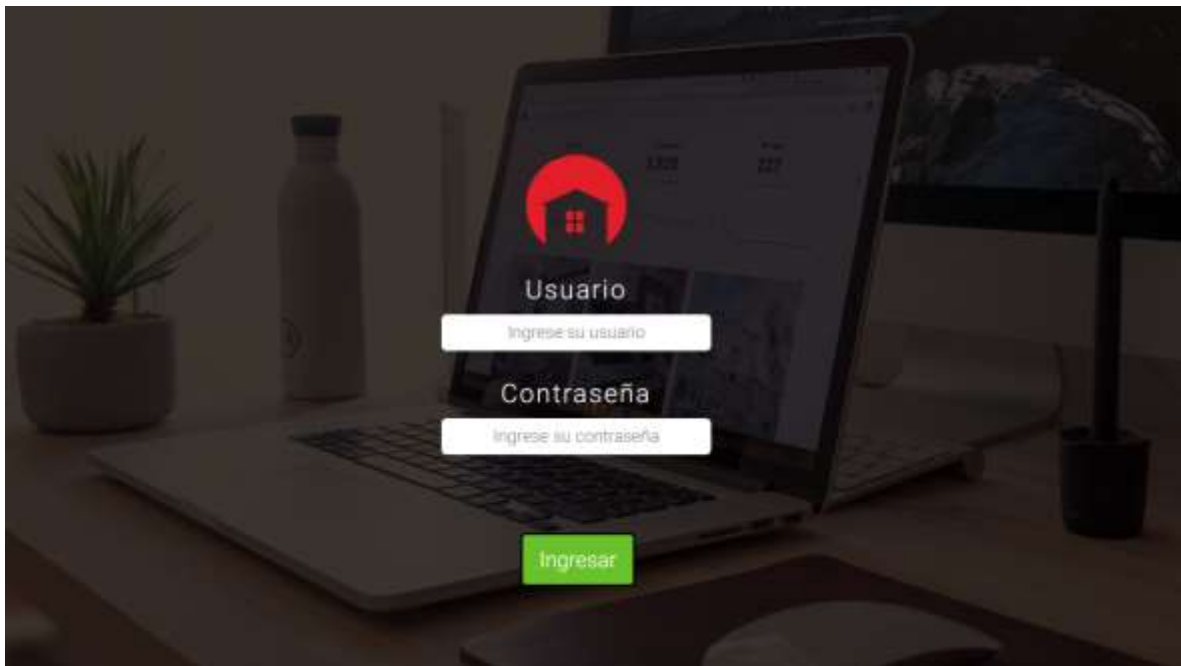 Usuario
Ingrese su usuario
Contraseña
Ingrese su contraseña
Ingresar